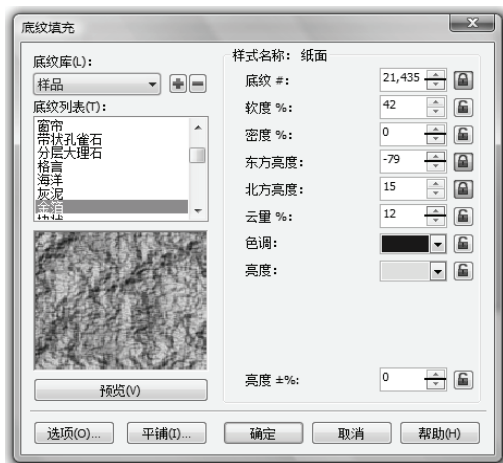 底纹填充
底纹库(L):
样品
底纹列表(T):
窗帘
带状孔雀石
分层大理石
格言
海洋
灰泥
金箔
块状
预览(V)
样式名称: 纸面
底纹 #: 21,435
软度 %: 42
密度 %: 0
东方亮度: -79
北方亮度: 15
云量 %: 12
色调:
亮度:
亮度 ±%: 0
选项(O)... 平铺(I)... 确定 取消 帮助(H)